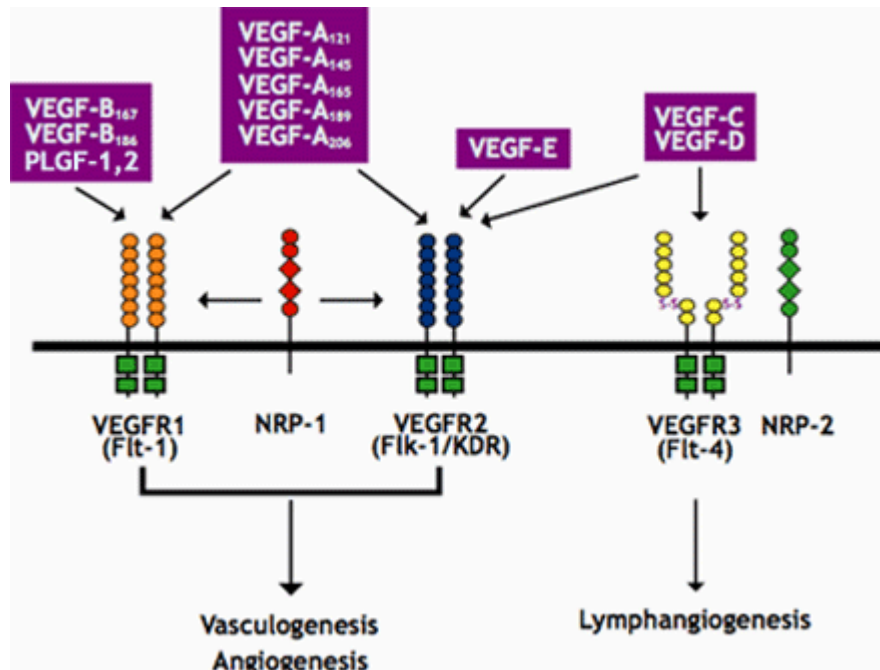 VEGF-B₁₆₇
VEGF-B₁₈₆
PLGF-1,2
VEGF-A₁₂₁
VEGF-A₁₄₅
VEGF-A₁₆₅
VEGF-A₁₈₉
VEGF-A₂₀₆
VEGF-E
VEGF-C
VEGF-D
S-S
S-S
VEGFR1
(Flt-1)
NRP-1
VEGFR2
(Flk-1/KDR)
VEGFR3
(Flt-4)
NRP-2
Vasculogenesis
Angiogenesis
Lymphangiogenesis